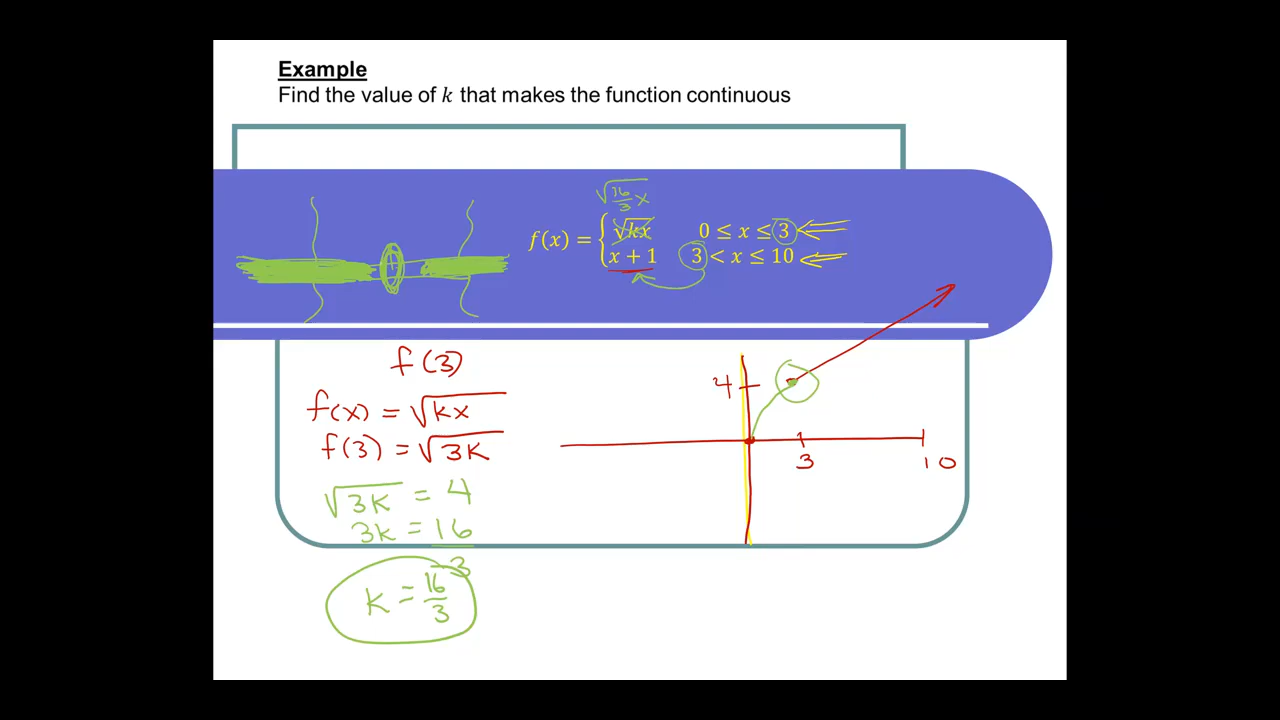 Example
Find the value of k that makes the function continuous
√(16/3 x)
f(x) = { √kx 0 ≤ x ≤ 3
x + 1 3 < x ≤ 10
f(3)
f(x) = √kx
f(3) = √3k
√3k = 4
3k = 16
3
k = 16/3
4
3 10